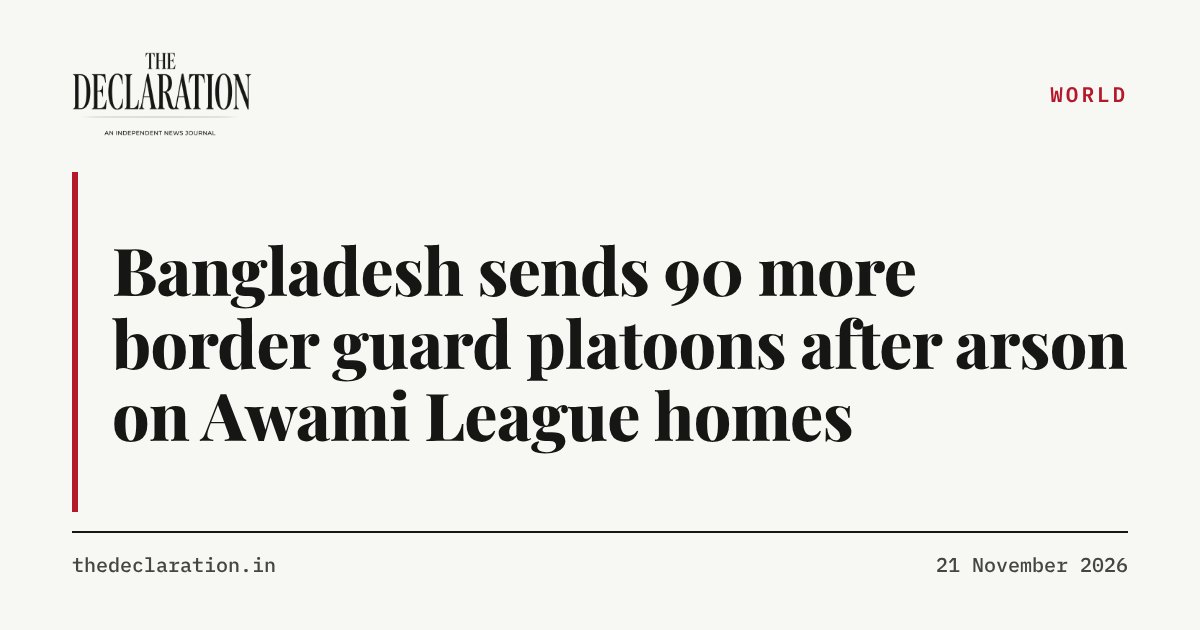 THE
DECLARATION
AN INDEPENDENT NEWS JOURNAL
WORLD
Bangladesh sends 90 more
border guard platoons after arson
on Awami League homes
thedeclaration.in
21 November 2026